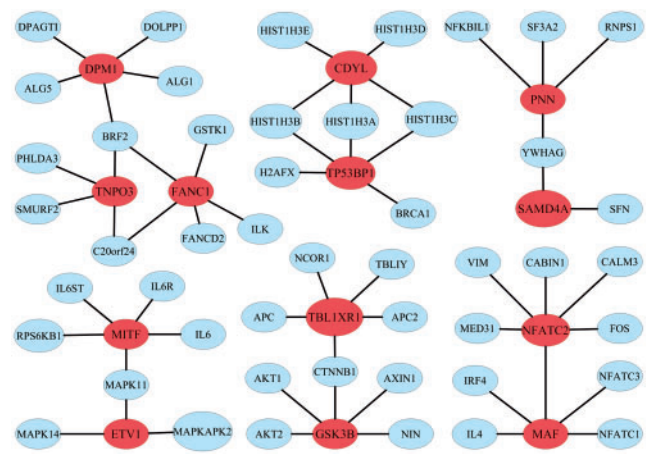 DPAGTI
DOLPP1
DPM1
ALG5
ALG1
BRF2
GSTK1
PHLDA3
TNPO3
FANC1
SMURF2
C20orf24
FANCD2
ILK
HIST1H3E
HIST1H3D
CDYL
HIST1H3B
HIST1H3A
HIST1H3C
H2AFX
TP53BP1
BRCA1
NFKBIL1
SF3A2
RNPS1
PNN
YWHAG
SAMD4A
SFN
IL6ST
IL6R
RPS6KB1
MITF
IL6
MAPK11
MAPK14
ETV1
MAPKAPK2
NCOR1
TBLIY
APC
TBL1XR1
APC2
CTNNB1
AKT1
AXIN1
AKT2
GSK3B
NIN
VIM
CABIN1
CALM3
MED31
NFATC2
FOS
IRF4
NFATC3
IL4
MAF
NFATC1